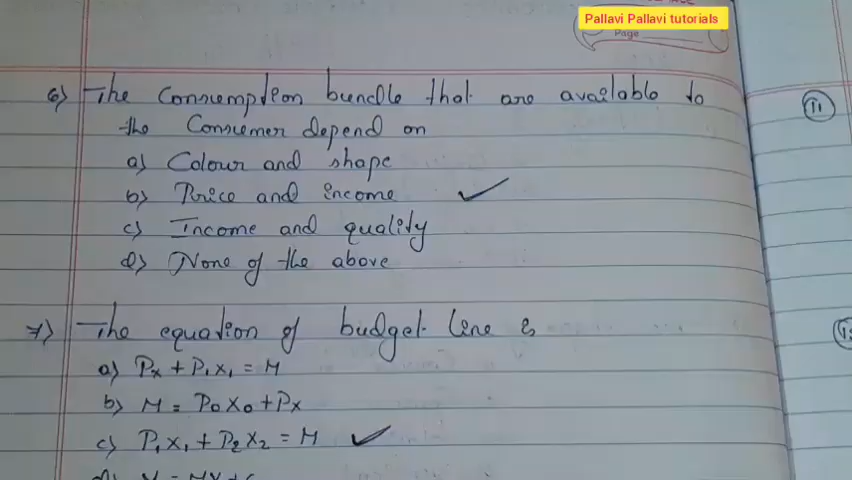 Pallavi Pallavi tutorials
Page
6) The Consumption bundle that are available to
the Consumer depend on
a) Colour and shape
b) Price and income ✓
c) Income and quality
d) None of the above
7) The equation of budget line is
a) Px + P₁x₁ = M
b) M = P₀X₀ + Px
c) P₁x₁ + P₂x₂ = M ✓
11